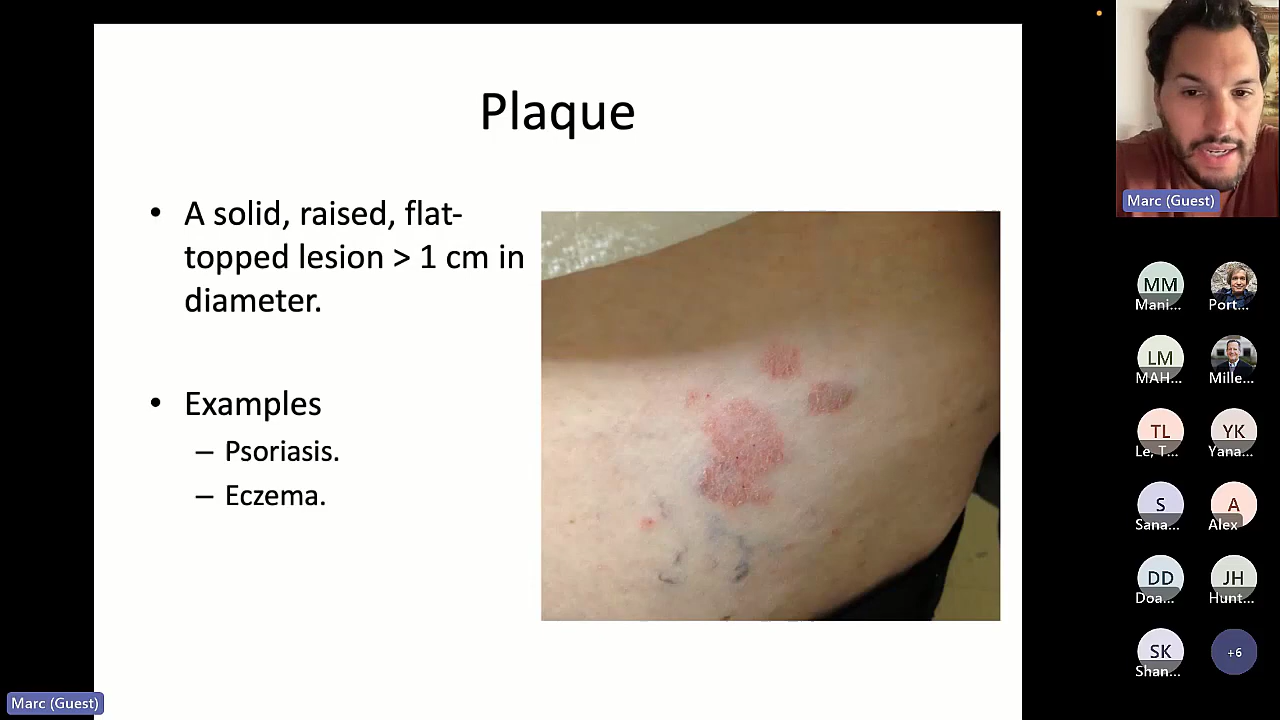 Plaque
• A solid, raised, flat-
topped lesion > 1 cm in
diameter.
• Examples
– Psoriasis.
– Eczema.
Marc (Guest)
Marc (Guest)
MM
Mani...
Port...
LM
MAH...
Mille...
TL
Le, T...
YK
Yana...
S
Sana...
A
Alex
DD
Doa...
JH
Hunt...
SK
Shan...
+6